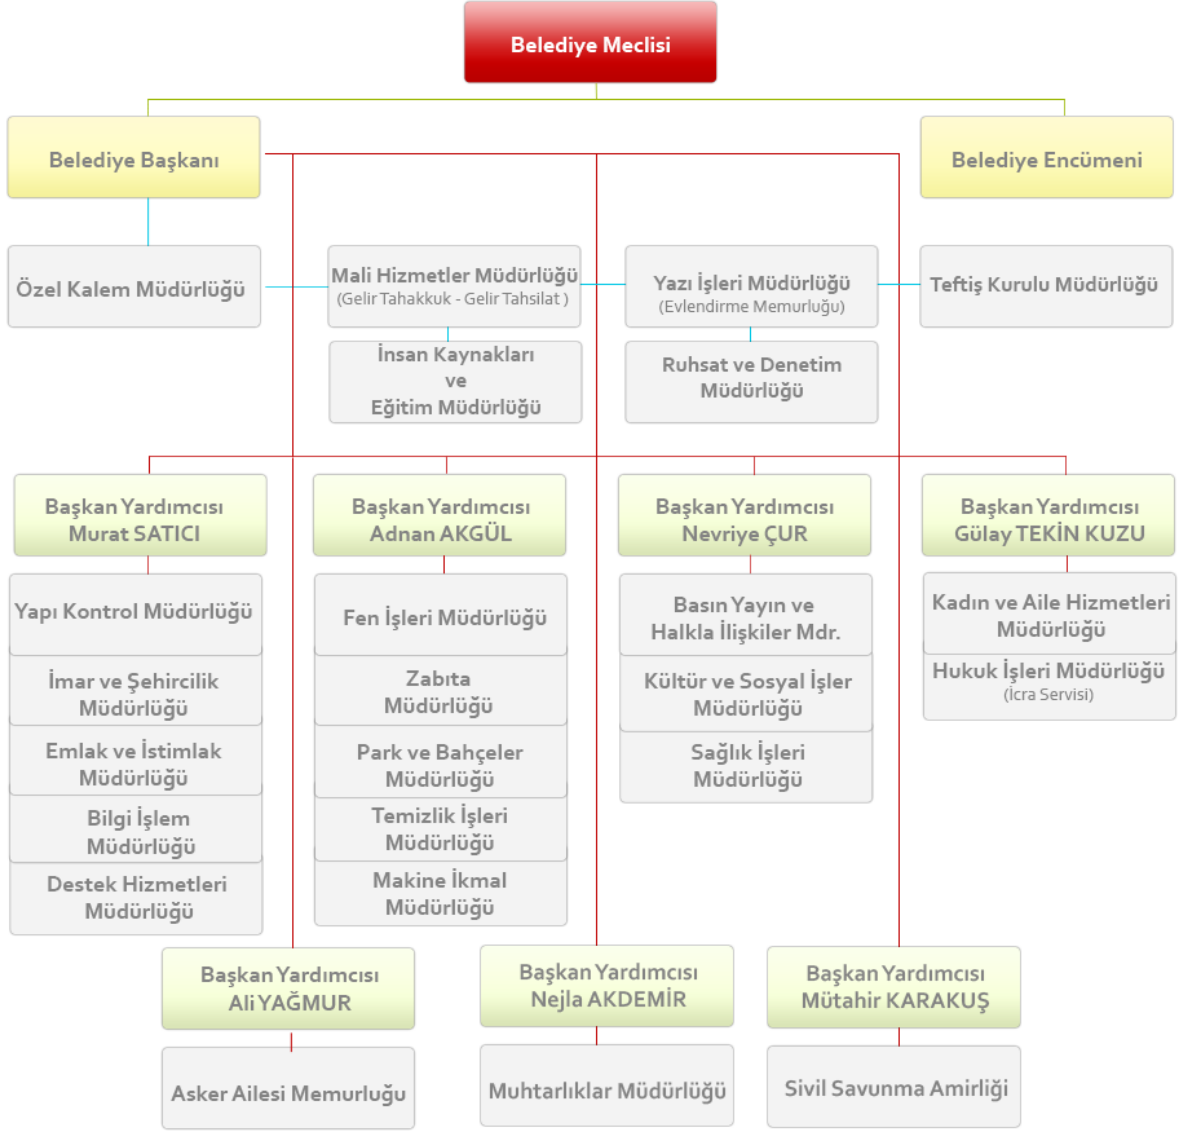 Belediye Meclisi
Belediye Başkanı
Belediye Encümeni
Özel Kalem Müdürlüğü
Mali Hizmetler Müdürlüğü
(Gelir Tahakkuk - Gelir Tahsilat )
Yazı İşleri Müdürlüğü
(Evlendirme Memurluğu)
Teftiş Kurulu Müdürlüğü
İnsan Kaynakları
ve
Eğitim Müdürlüğü
Ruhsat ve Denetim
Müdürlüğü
Başkan Yardımcısı
Murat SATICI
Başkan Yardımcısı
Adnan AKGÜL
Başkan Yardımcısı
Nevriye ÇUR
Başkan Yardımcısı
Gülay TEKİN KUZU
Yapı Kontrol Müdürlüğü
İmar ve Şehircilik
Müdürlüğü
Emlak ve İstimlak
Müdürlüğü
Bilgi İşlem
Müdürlüğü
Destek Hizmetleri
Müdürlüğü
Fen İşleri Müdürlüğü
Zabıta
Müdürlüğü
Park ve Bahçeler
Müdürlüğü
Temizlik İşleri
Müdürlüğü
Makine İkmal
Müdürlüğü
Basın Yayın ve
Halkla İlişkiler Mdr.
Kültür ve Sosyal İşler
Müdürlüğü
Sağlık İşleri
Müdürlüğü
Kadın ve Aile Hizmetleri
Müdürlüğü
Hukuk İşleri Müdürlüğü
(İcra Servisi)
Başkan Yardımcısı
Ali YAĞMUR
Başkan Yardımcısı
Nejla AKDEMİR
Başkan Yardımcısı
Mütahir KARAKUŞ
Asker Ailesi Memurluğu
Muhtarlıklar Müdürlüğü
Sivil Savunma Amirliği